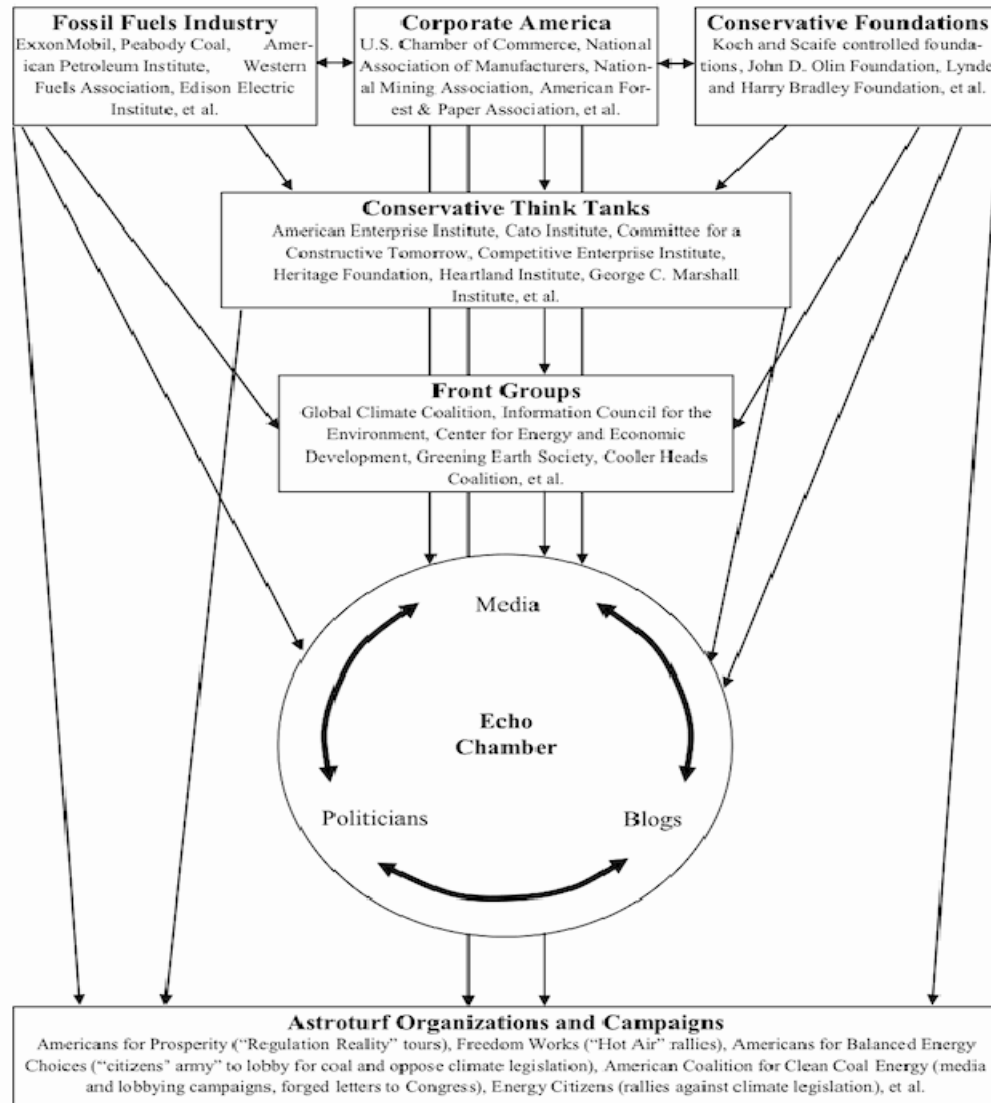 Fossil Fuels Industry
ExxonMobil, Peabody Coal, Amer-
ican Petroleum Institute, Western
Fuels Association, Edison Electric
Institute, et al.
Corporate America
U.S. Chamber of Commerce, National
Association of Manufacturers, Nation-
al Mining Association, American For-
est & Paper Association, et al.
Conservative Foundations
Koch and Scaife controlled founda-
tions, John D. Olin Foundation, Lynde
and Harry Bradley Foundation, et al.
Conservative Think Tanks
American Enterprise Institute, Cato Institute, Committee for a
Constructive Tomorrow, Competitive Enterprise Institute,
Heritage Foundation, Heartland Institute, George C. Marshall
Institute, et al.
Front Groups
Global Climate Coalition, Information Council for the
Environment, Center for Energy and Economic
Development, Greening Earth Society, Cooler Heads
Coalition, et al.
Media
Echo
Chamber
Politicians
Blogs
Astroturf Organizations and Campaigns
Americans for Prosperity (“Regulation Reality” tours), Freedom Works (“Hot Air” rallies), Americans for Balanced Energy
Choices (“citizens’ army” to lobby for coal and oppose climate legislation), American Coalition for Clean Coal Energy (media
and lobbying campaigns, forged letters to Congress), Energy Citizens (rallies against climate legislation), et al.